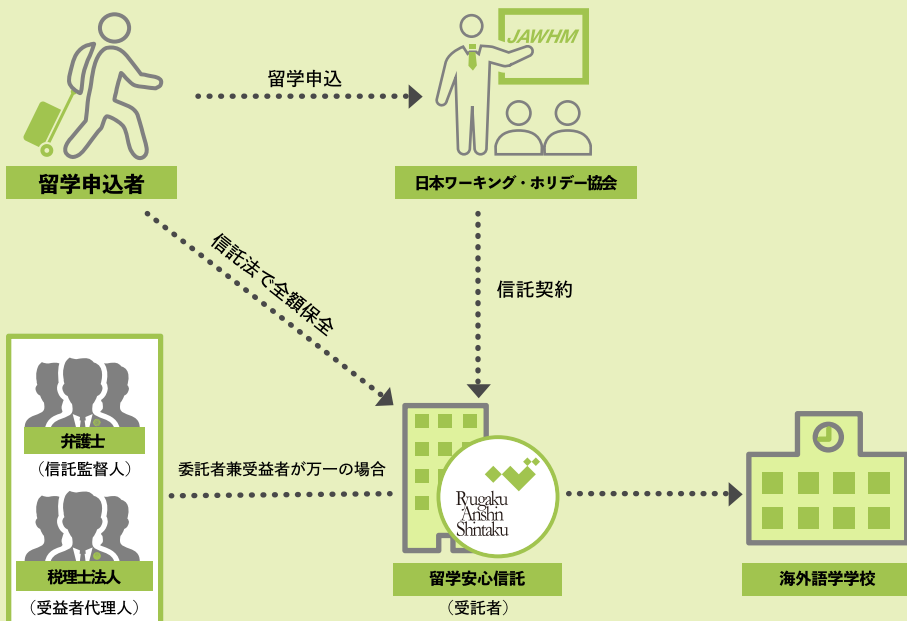 JAWHM
留学申込
留学申込者
日本ワーキング・ホリデー協会
信託法で全額保全
信託契約
弁護士
（信託監督人）
委託者兼受益者が万一の場合
Ryugaku
Anshin
Shintaku
税理士法人
（受益者代理人）
留学安心信託
（受託者）
海外語学学校